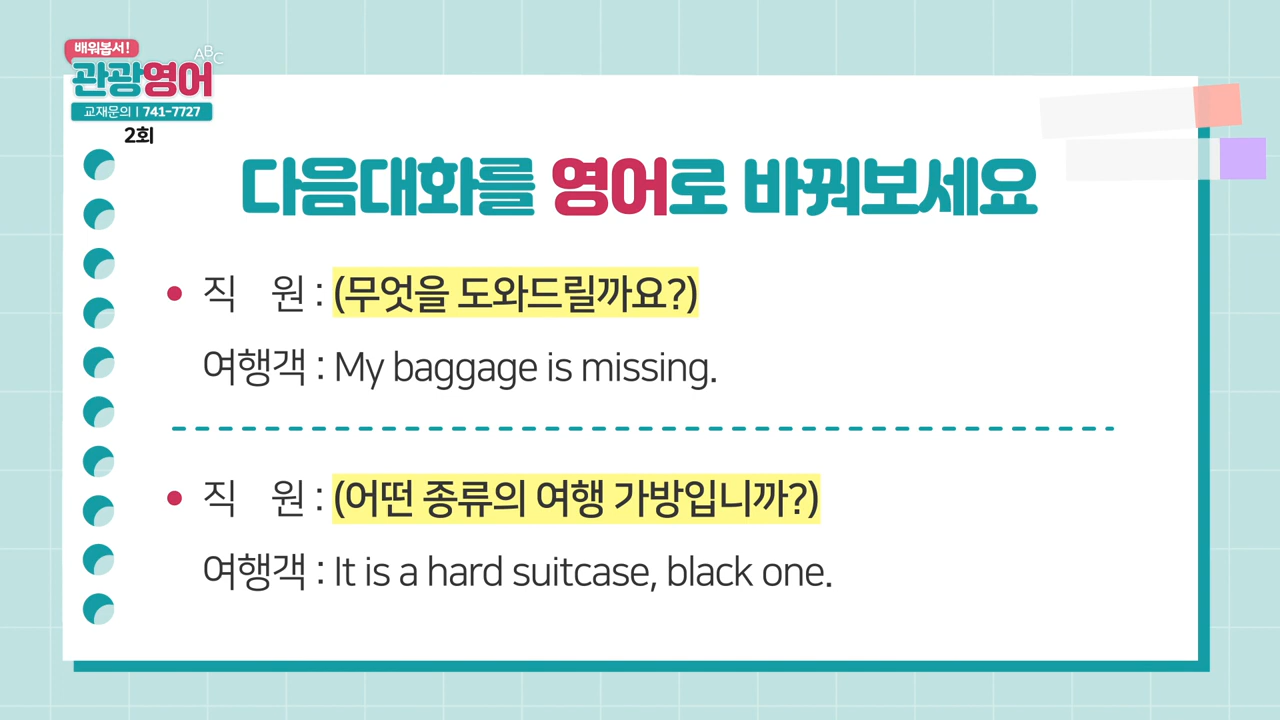 배워봅서!
ABC
관광영어
교재문의 | 741-7727
2회
다음대화를 영어로 바꿔보세요
• 직 원 : (무엇을 도와드릴까요?)
여행객 : My baggage is missing.
• 직 원 : (어떤 종류의 여행 가방입니까?)
여행객 : It is a hard suitcase, black one.